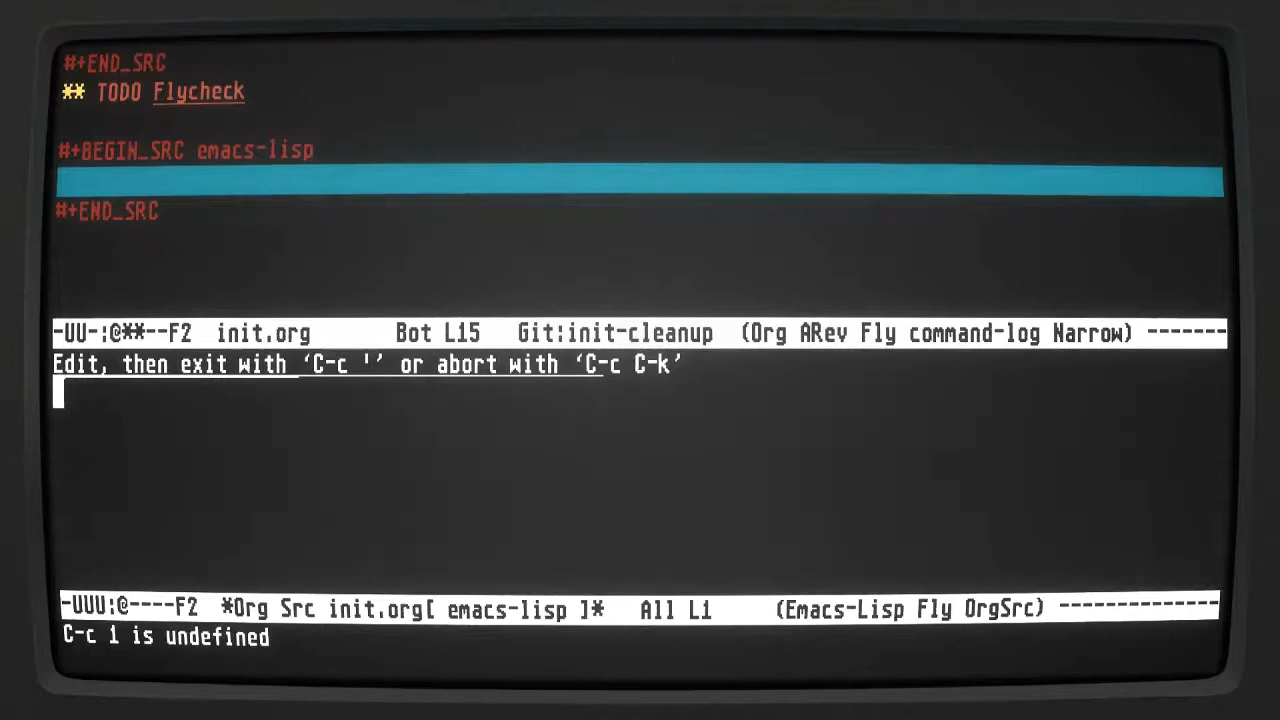 #+END_SRC
** TODO Flycheck
#+BEGIN_SRC emacs-lisp
#+END_SRC
-UU-:@**--F2  init.org       Bot L15   Git:init-cleanup  (Org ARev Fly command-log Narrow) -------
Edit, then exit with ‘C-c '’ or abort with ‘C-c C-k’
-UUU:@----F2  *Org Src init.org[ emacs-lisp ]*   All L1     (Emacs-Lisp Fly OrgSrc) --------------
C-c l is undefined